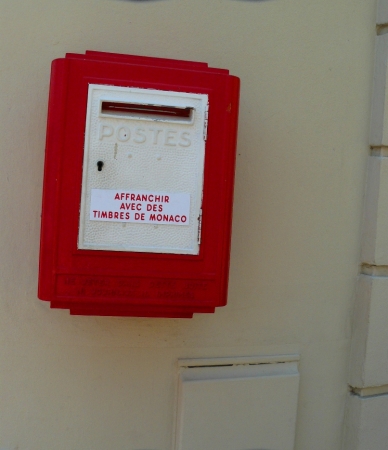 POSTES
AFFRANCHIR
AVEC DES
TIMBRES DE MONACO